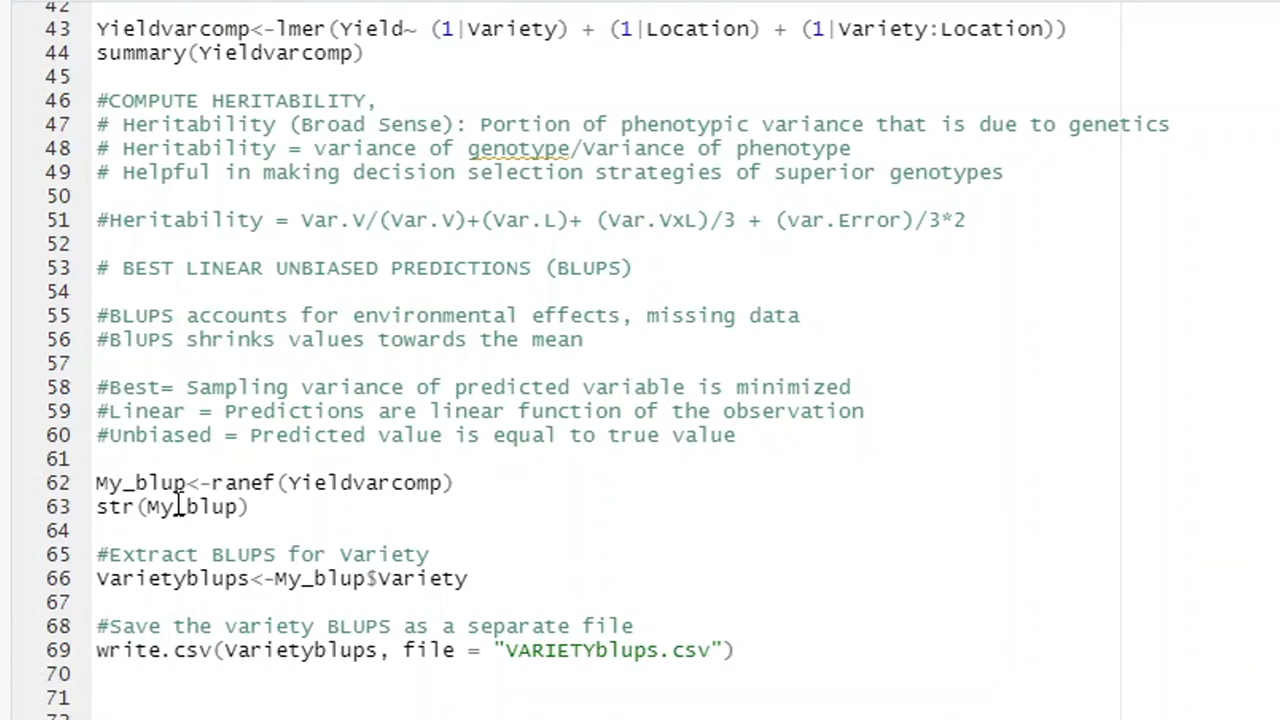 42
43 Yieldvarcomp<-lmer(Yield~ (1|Variety) + (1|Location) + (1|Variety:Location))
44 summary(Yieldvarcomp)
45
46 #COMPUTE HERITABILITY,
47 # Heritability (Broad Sense): Portion of phenotypic variance that is due to genetics
48 # Heritability = variance of genotype/Variance of phenotype
49 # Helpful in making decision selection strategies of superior genotypes
50
51 #Heritability = Var.V/(Var.V)+(Var.L)+ (Var.VxL)/3 + (var.Error)/3*2
52
53 # BEST LINEAR UNBIASED PREDICTIONS (BLUPS)
54
55 #BLUPS accounts for environmental effects, missing data
56 #BlUPS shrinks values towards the mean
57
58 #Best= Sampling variance of predicted variable is minimized
59 #Linear = Predictions are linear function of the observation
60 #Unbiased = Predicted value is equal to true value
61
62 My_blup<-ranef(Yieldvarcomp)
63 str(My_blup)
64
65 #Extract BLUPS for Variety
66 Varietyblups<-My_blup$Variety
67
68 #Save the variety BLUPS as a separate file
69 write.csv(Varietyblups, file = "VARIETYblups.csv")
70
71
72